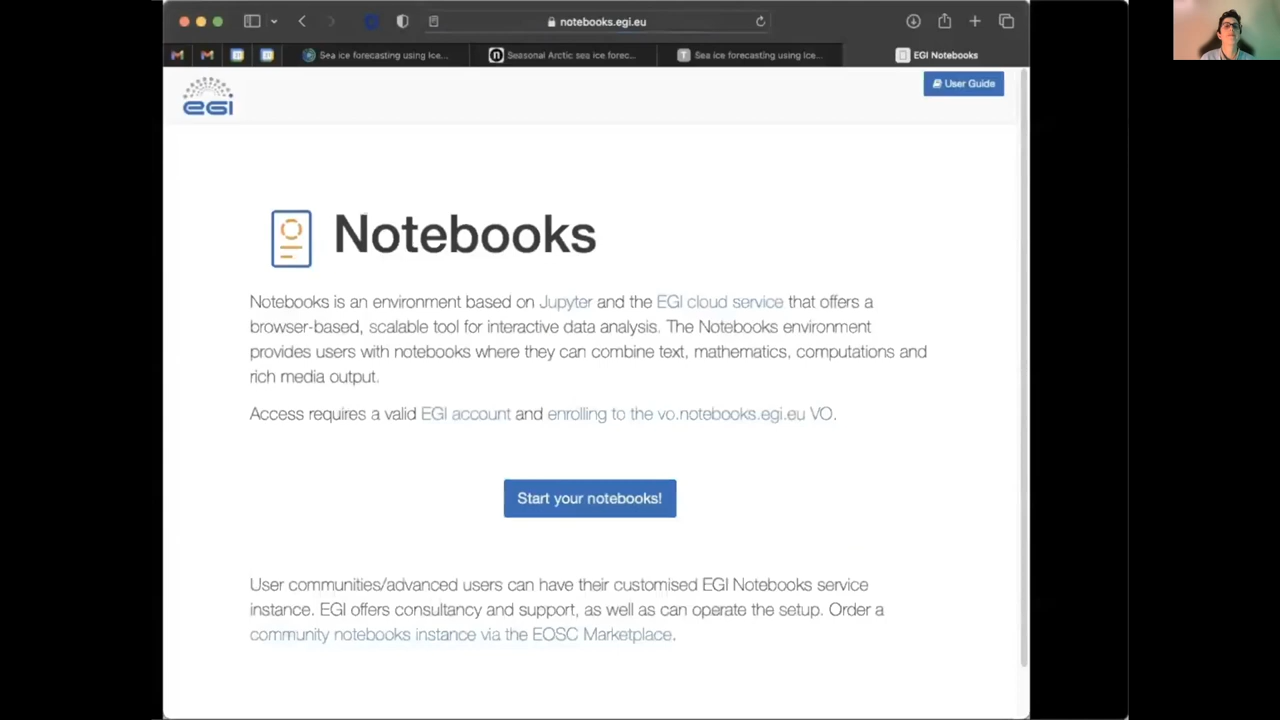 notebooks.egi.eu
Sea ice forecasting using Ice...
Seasonal Arctic sea ice forec...
Sea ice forecasting using Ice...
EGI Notebooks
egi
User Guide
Notebooks
Notebooks is an environment based on Jupyter and the EGI cloud service that offers a
browser-based, scalable tool for interactive data analysis. The Notebooks environment
provides users with notebooks where they can combine text, mathematics, computations and
rich media output.
Access requires a valid EGI account and enrolling to the vo.notebooks.egi.eu VO.
Start your notebooks!
User communities/advanced users can have their customised EGI Notebooks service
instance. EGI offers consultancy and support, as well as can operate the setup. Order a
community notebooks instance via the EOSC Marketplace.